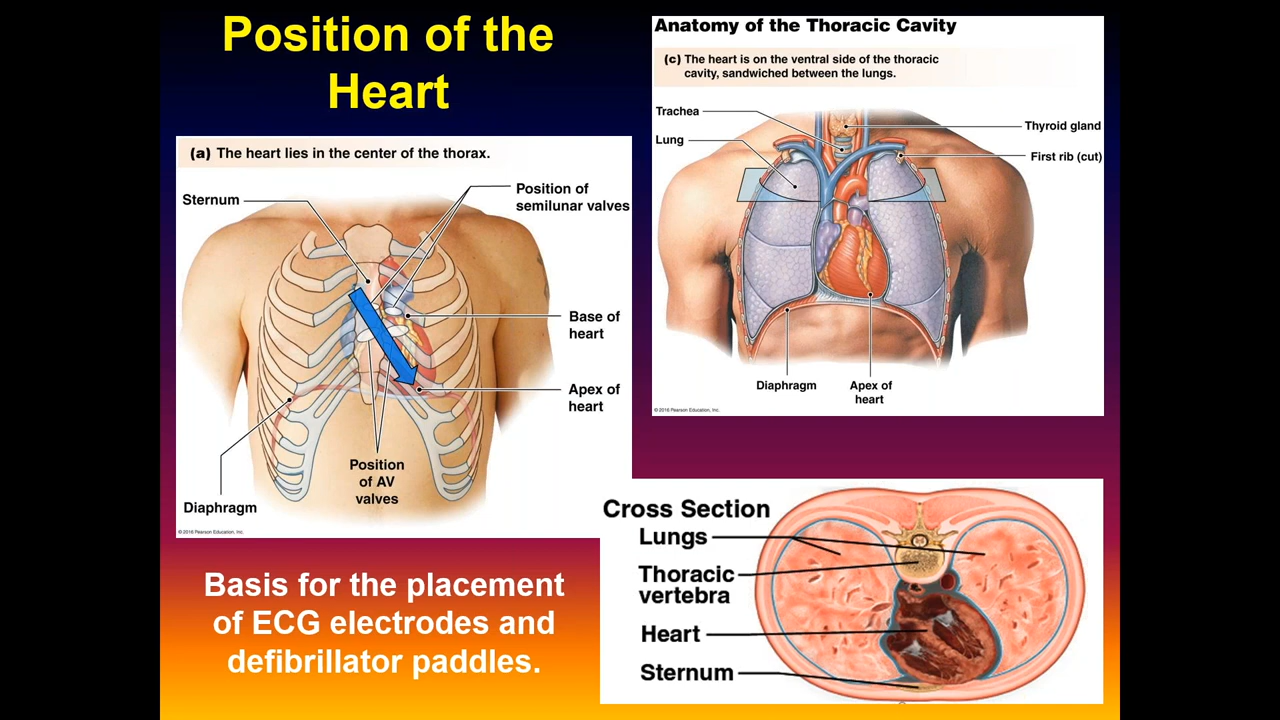 Position of the
Heart
(a) The heart lies in the center of the thorax.
Sternum
Position of
semilunar valves
Base of
heart
Apex of
heart
Position
of AV
valves
Diaphragm
© 2016 Pearson Education, Inc.
Basis for the placement
of ECG electrodes and
defibrillator paddles.
Anatomy of the Thoracic Cavity
(c) The heart is on the ventral side of the thoracic
cavity, sandwiched between the lungs.
Trachea
Lung
Thyroid gland
First rib (cut)
Diaphragm
Apex of
heart
© 2016 Pearson Education, Inc.
Cross Section
Lungs
Thoracic
vertebra
Heart
Sternum